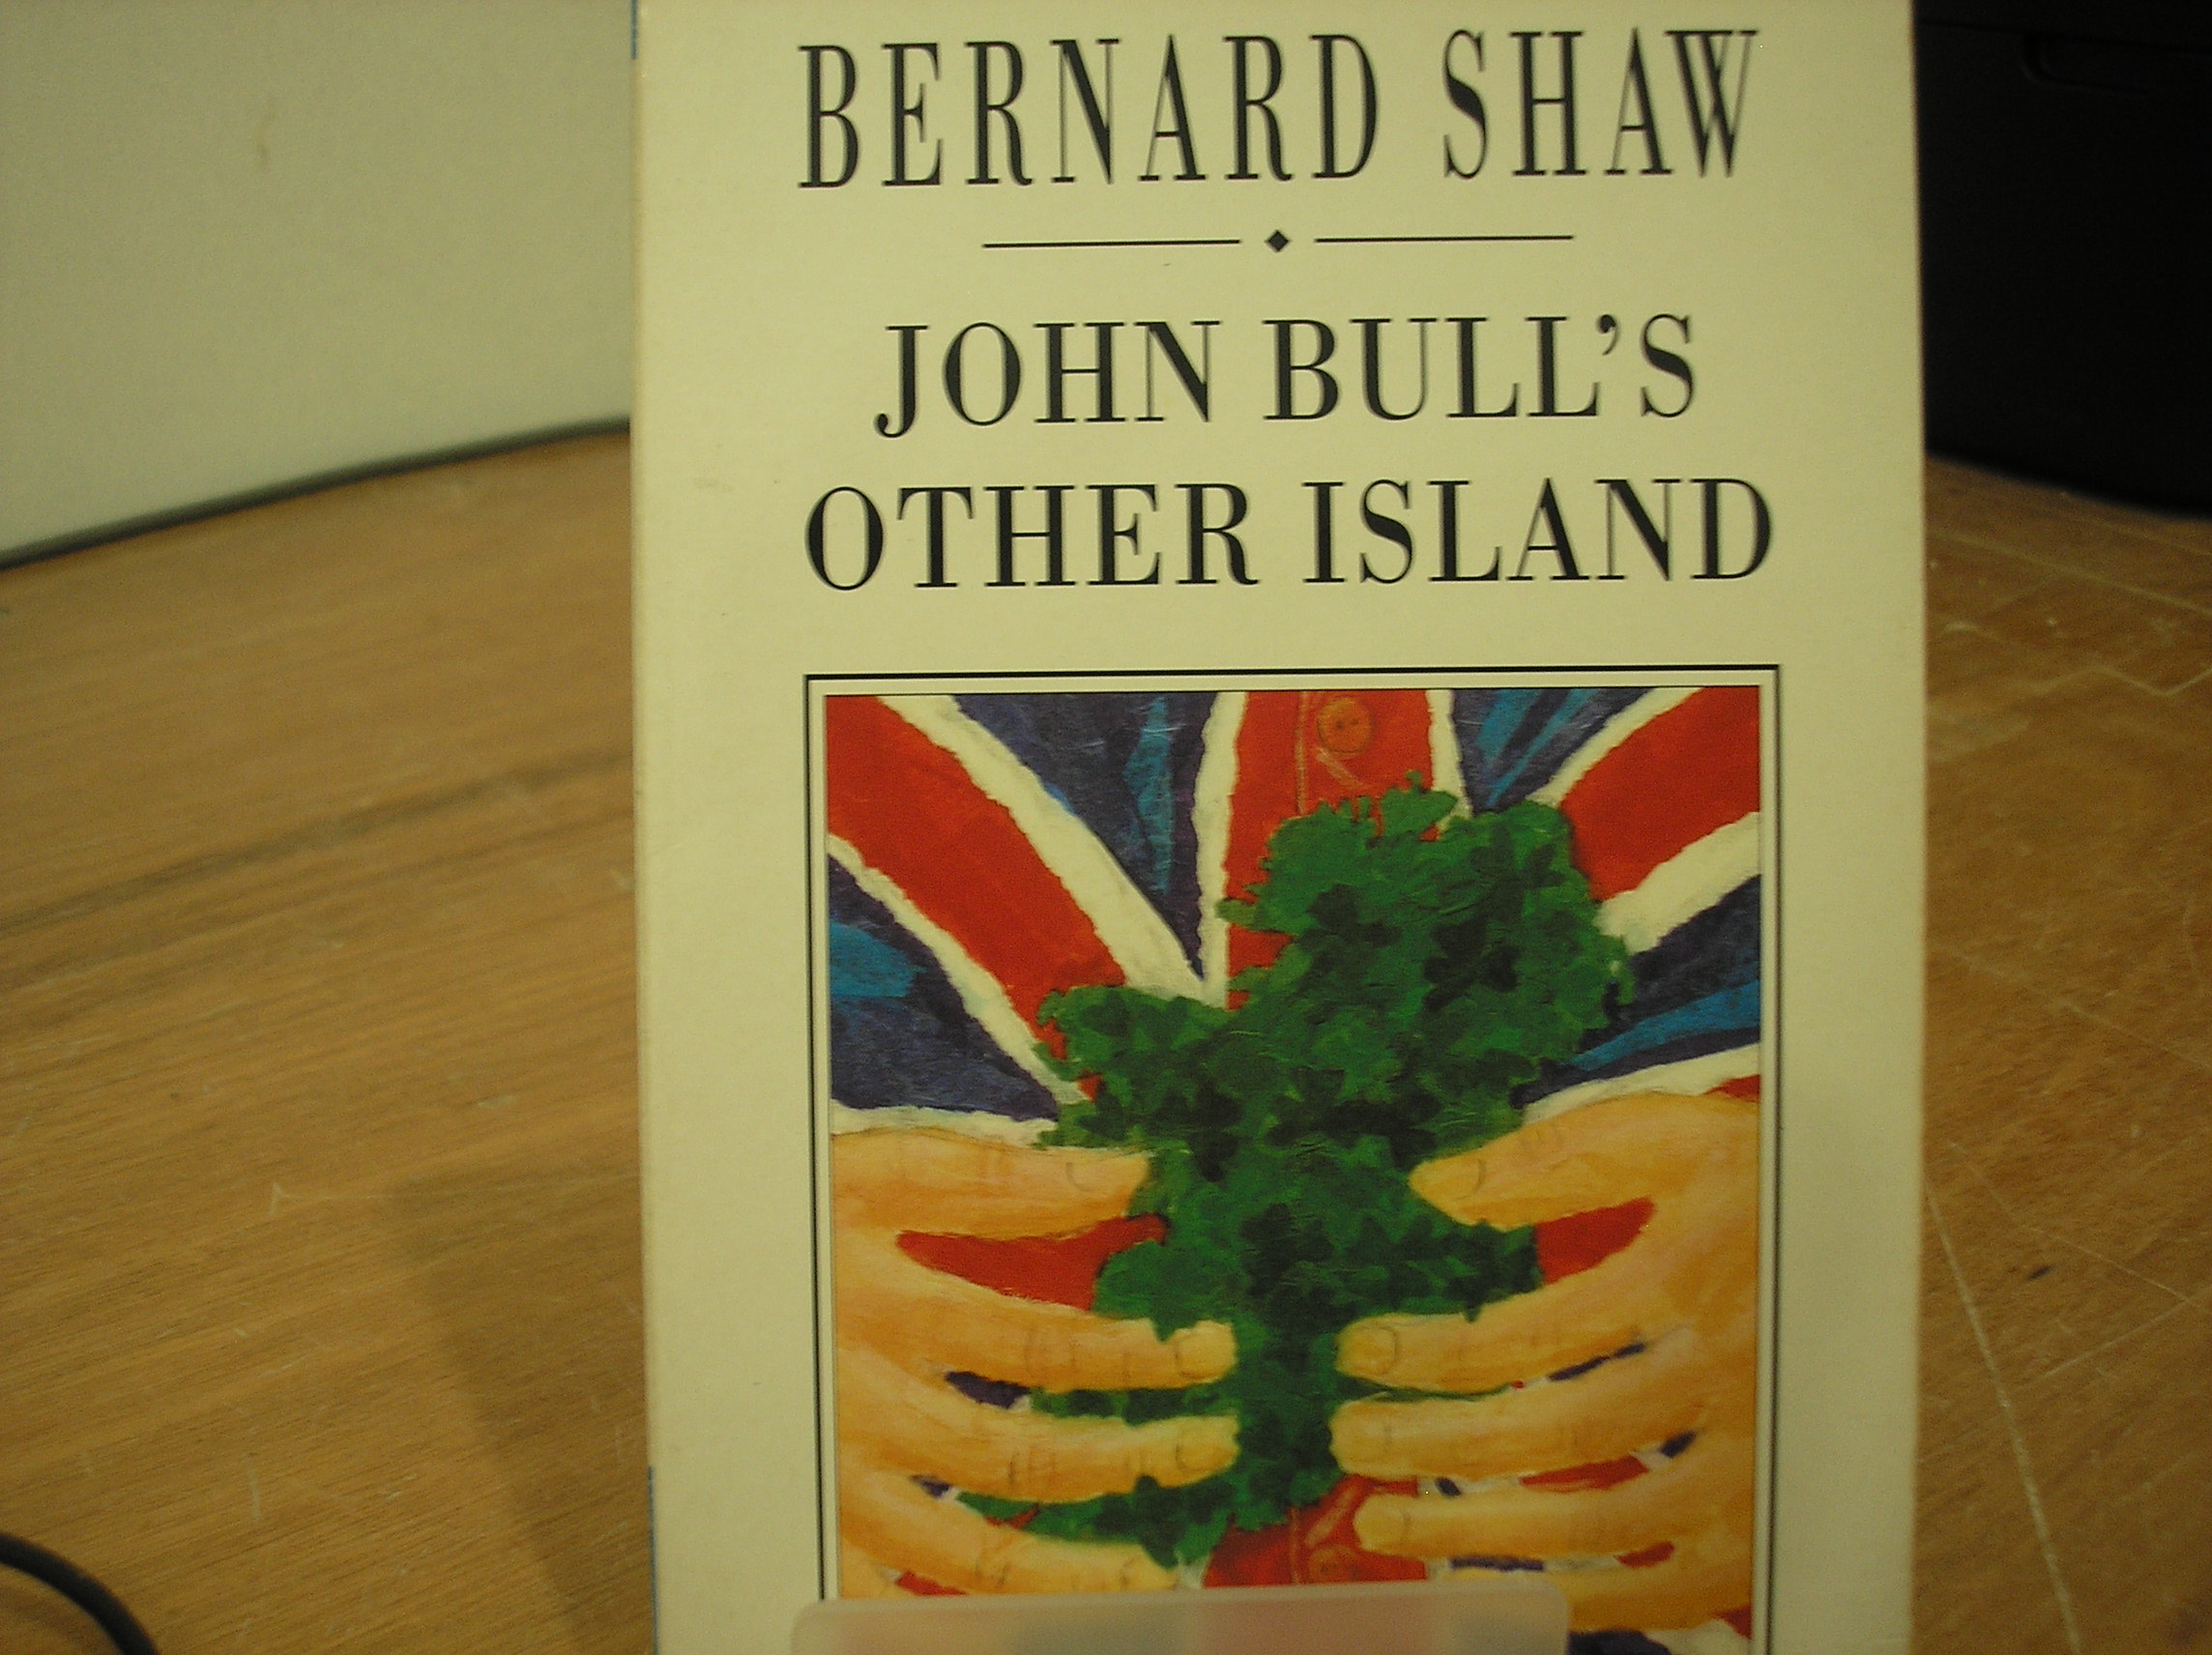 BERNARD SHAW
JOHN BULL'S
OTHER ISLAND